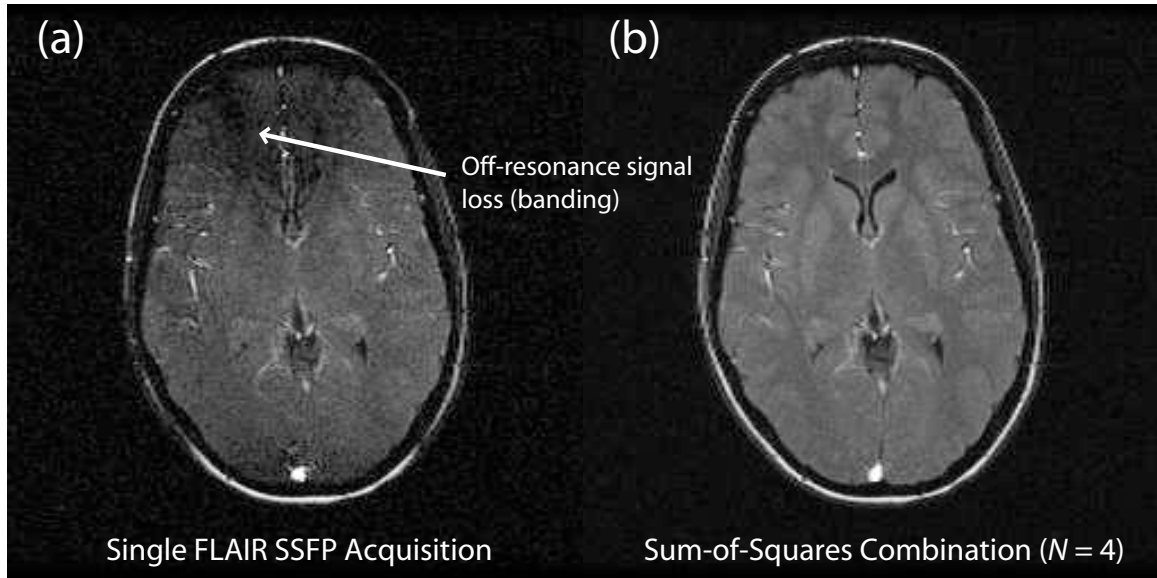 (a)
(b)
Off-resonance signal
loss (banding)
Single FLAIR SSFP Acquisition
Sum-of-Squares Combination (N = 4)